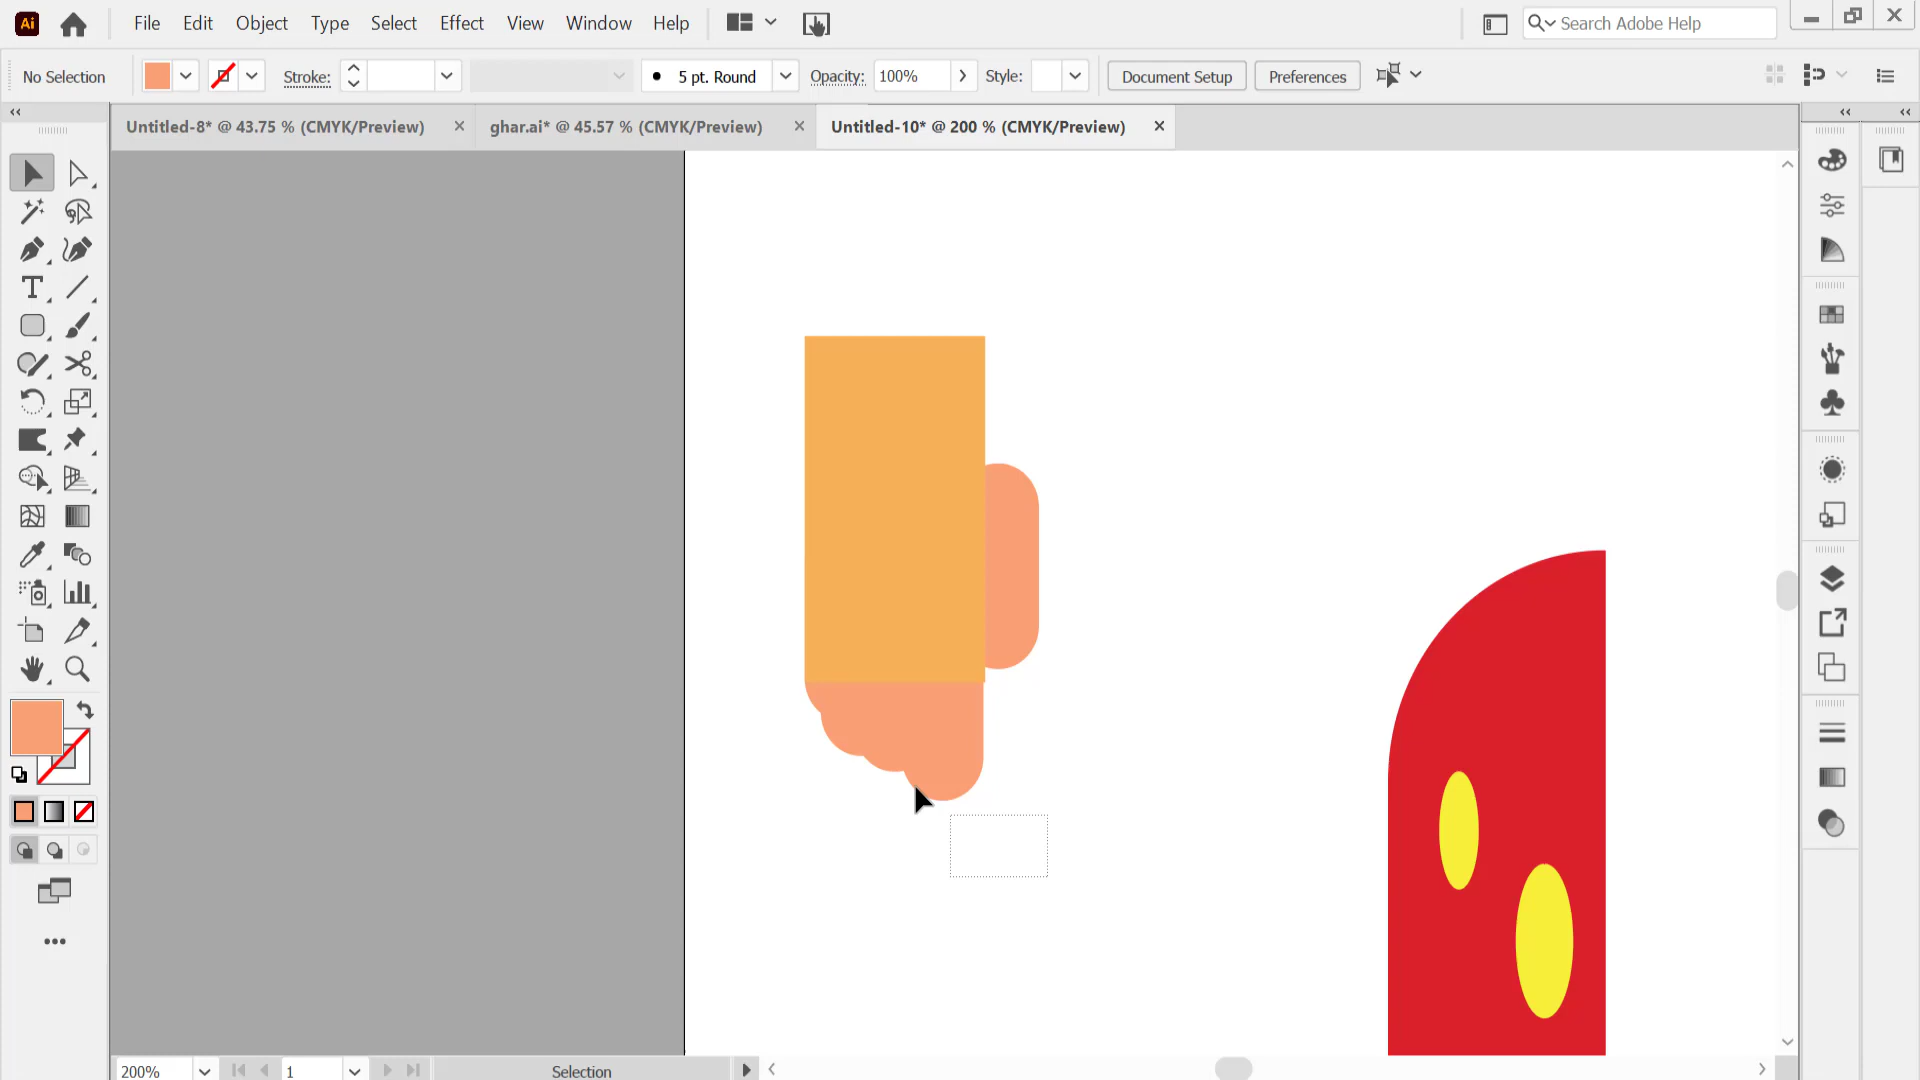 Ai File Edit Object Type Select Effect View Window Help Search Adobe Help
No Selection Stroke: 5 pt. Round Opacity: 100% Style: Document Setup Preferences
Untitled-8* @ 43.75 % (CMYK/Preview) ghar.ai* @ 45.57 % (CMYK/Preview) Untitled-10* @ 200 % (CMYK/Preview)
200% 1 Selection